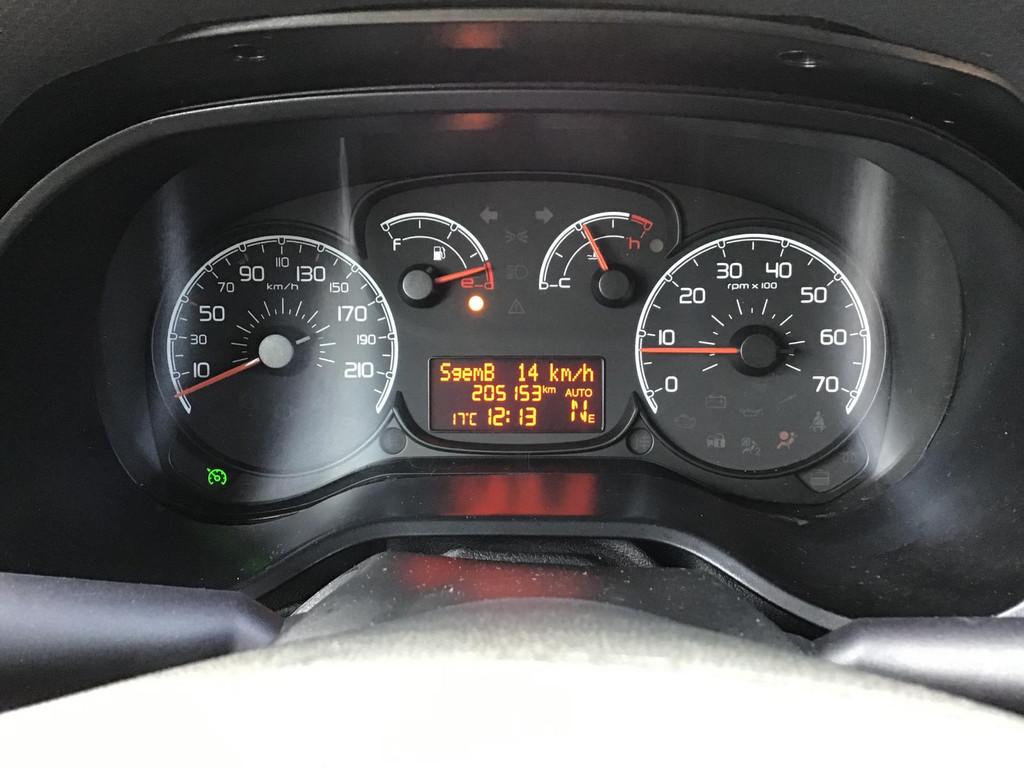 110
90 130
70 km/h 150
50 170
30 190
10 210
F
e
h
C
30 40
rpm x 100
20 50
10 60
0 70
SgemB 14 km/h
205153km AUTO
17°C 12:13 NE